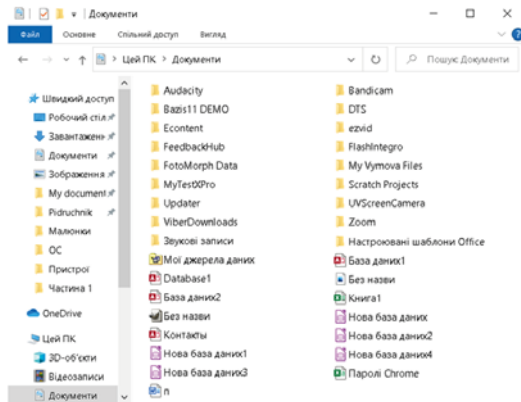 Документи
Файл Основне Спільний доступ Вигляд
Цей ПК > Документи
Пошук: Документи
Швидкий доступ
Робочий стіл
Завантажен
Документи
Зображення
My document
Pidruchnik
Малюнки
ОС
Пристрої
Частина 1
OneDrive
Цей ПК
3D-об'єкти
Відеозаписи
Документи
Audacity
Bazis11 DEMO
Econtent
FeedbackHub
FotoMorph Data
MyTestXPro
Updater
ViberDownloads
Звукові записи
Мої джерела даних
Database1
База даних2
Без назви
Контакты
Нова база даних1
Нова база даних3
п
Bandicam
DTS
ezvid
FlashIntegro
My Vymova Files
Scratch Projects
UVScreenCamera
Zoom
Настроювані шаблони Office
База даних1
Без назви
Книга1
Нова база даних
Нова база даних2
Нова база даних4
Паролі Chrome